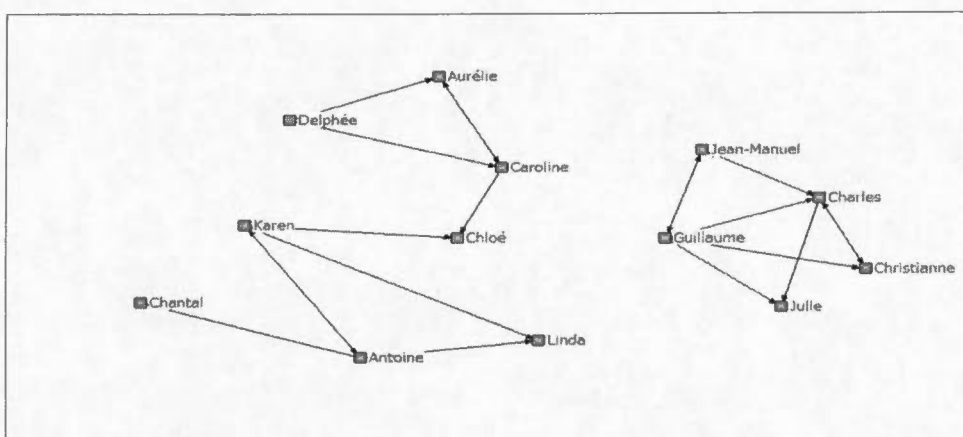 Aurélie
Delphée
Jean-Manuel
Caroline
Charles
Karen
Chloé
Guillaume
Christianne
Chantal
Julie
Linda
Antoine